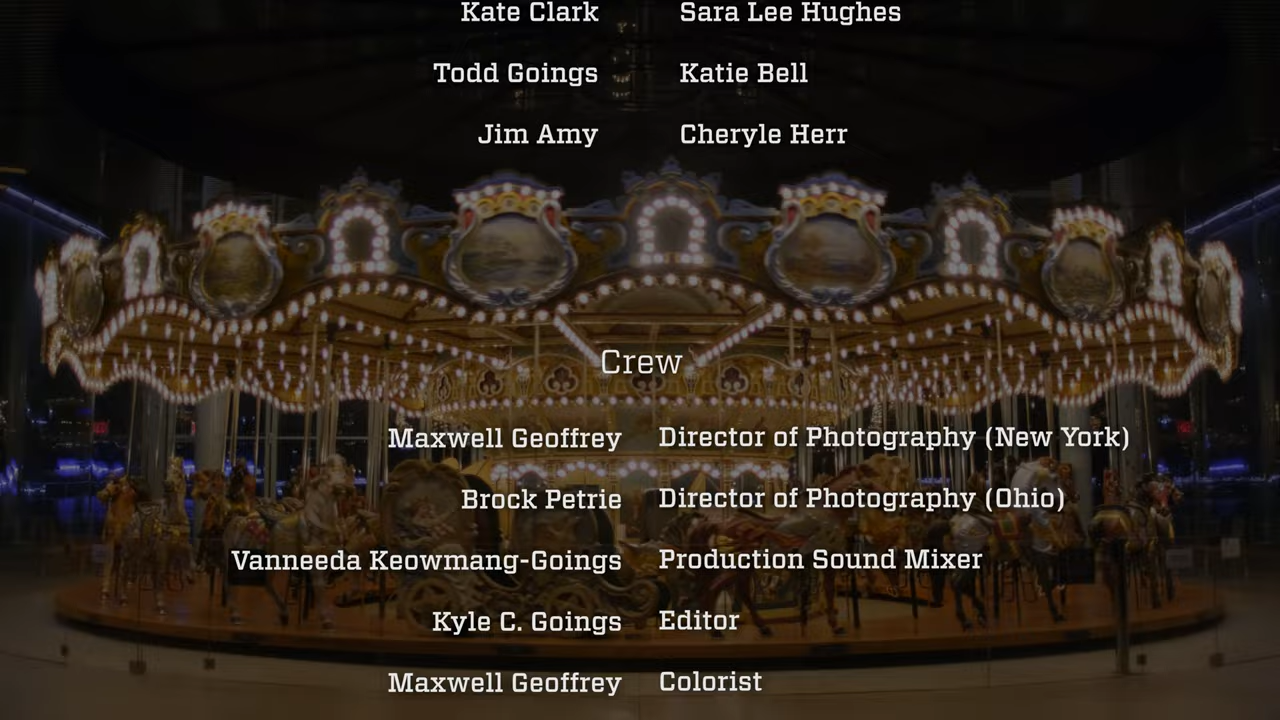 Kate Clark Sara Lee Hughes
Todd Goings Katie Bell
Jim Amy Cheryle Herr
Crew
Maxwell Geoffrey Director of Photography (New York)
Brock Petrie Director of Photography (Ohio)
Vanneeda Keowmang-Goings Production Sound Mixer
Kyle C. Goings Editor
Maxwell Geoffrey Colorist